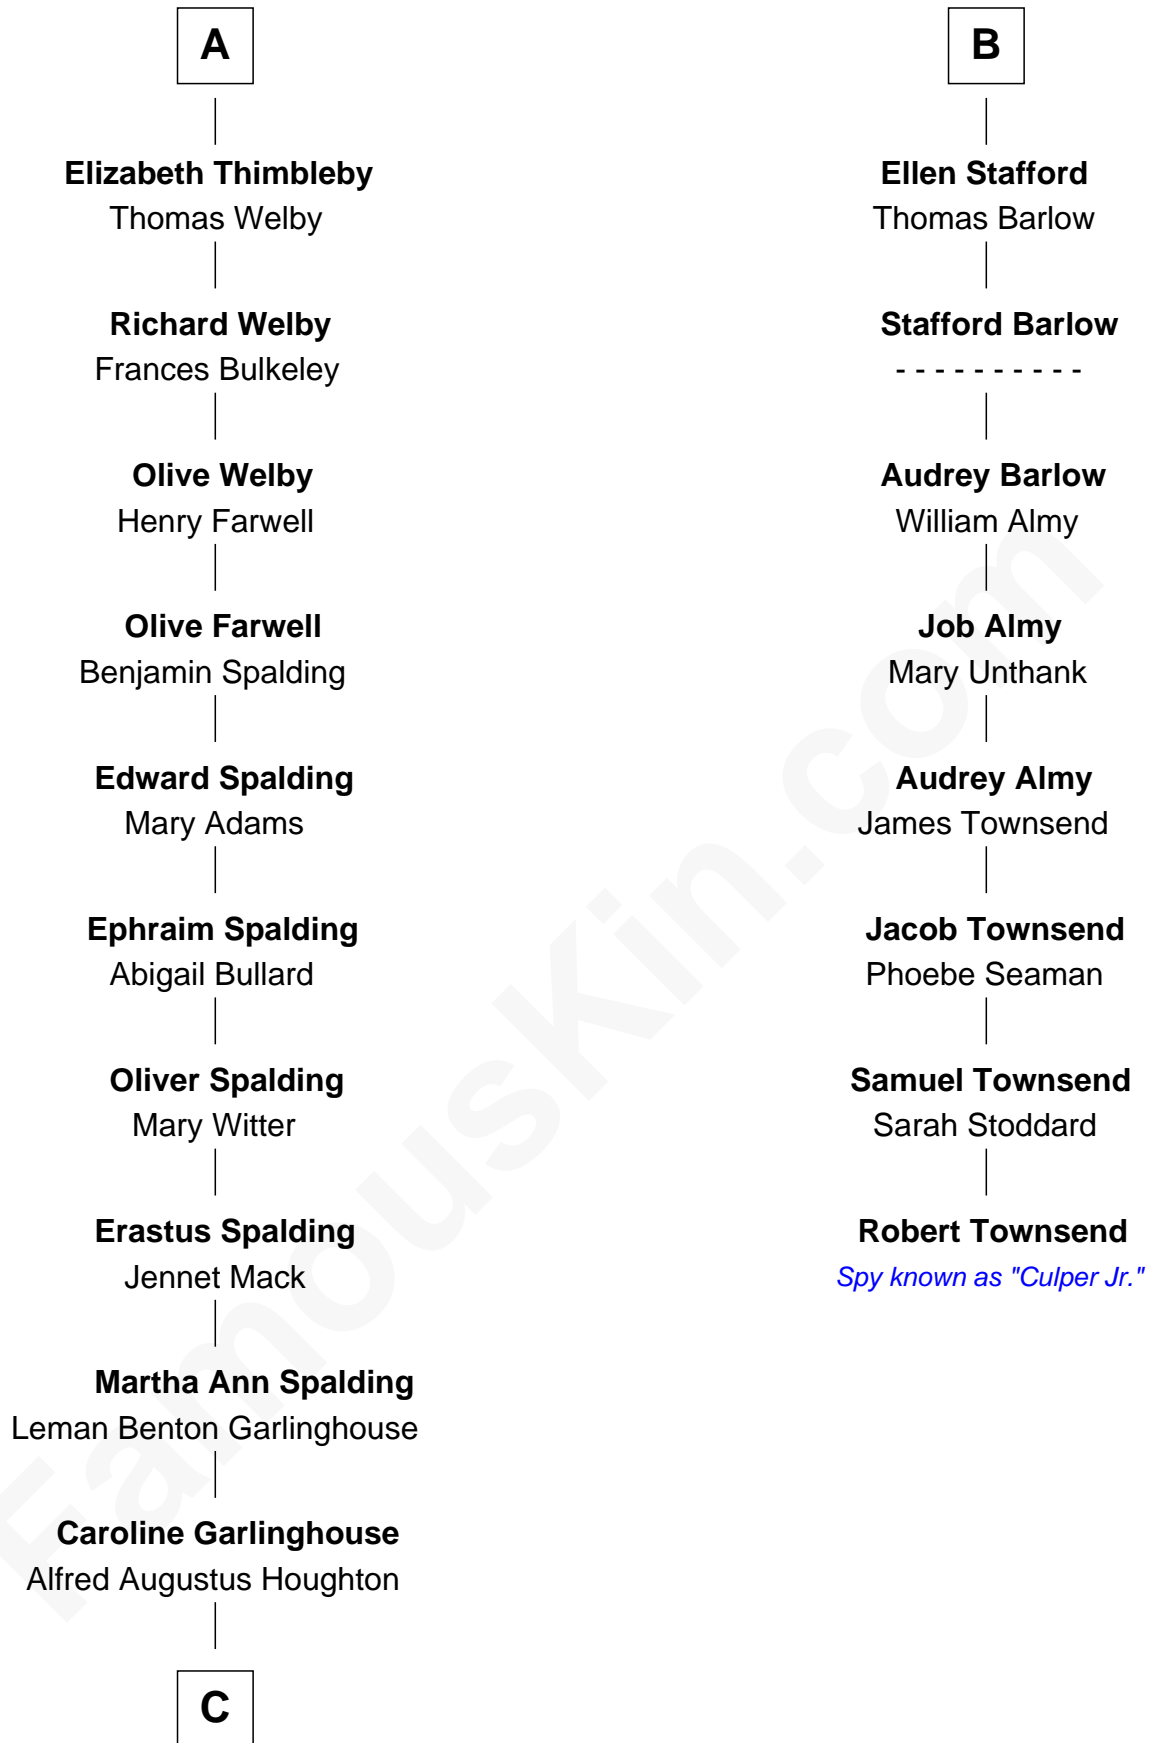 A
Elizabeth Thimbleby
Thomas Welby
Richard Welby
Frances Bulkeley
Olive Welby
Henry Farwell
Olive Farwell
Benjamin Spalding
Edward Spalding
Mary Adams
Ephraim Spalding
Abigail Bullard
Oliver Spalding
Mary Witter
Erastus Spalding
Jennet Mack
Martha Ann Spalding
Leman Benton Garlinghouse
Caroline Garlinghouse
Alfred Augustus Houghton
C
B
Ellen Stafford
Thomas Barlow
Stafford Barlow
- - - - - - - - - -
Audrey Barlow
William Almy
Job Almy
Mary Unthank
Audrey Almy
James Townsend
Jacob Townsend
Phoebe Seaman
Samuel Townsend
Sarah Stoddard
Robert Townsend
Spy known as "Culper Jr."
FamousKin.com